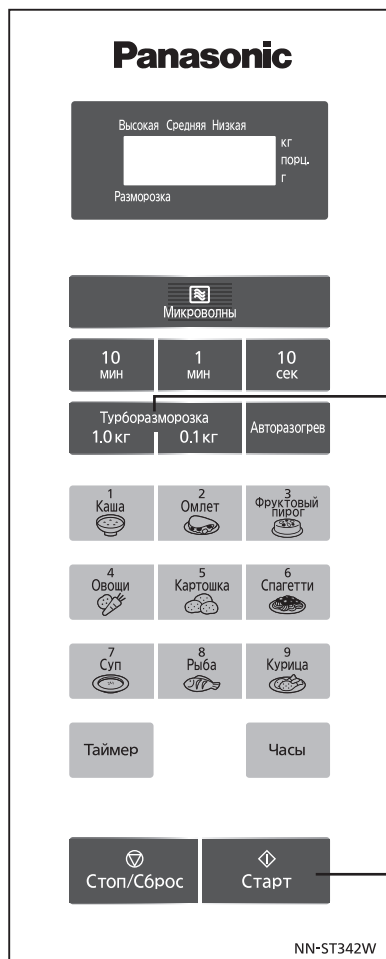 Panasonic
Высокая Средняя Низкая
кг
порц.
г
Разморозка
Микроволны
10 мин
1 мин
10 сек
Турборазморозка
1.0 кг 0.1 кг
Авторазогрев
1
Каша
2
Омлет
3
Фруктовый
пирог
4
Овощи
5
Картошка
6
Спагетти
7
Суп
8
Рыба
9
Курица
Таймер
Часы
Стоп/Сброс
Старт
NN-ST342W